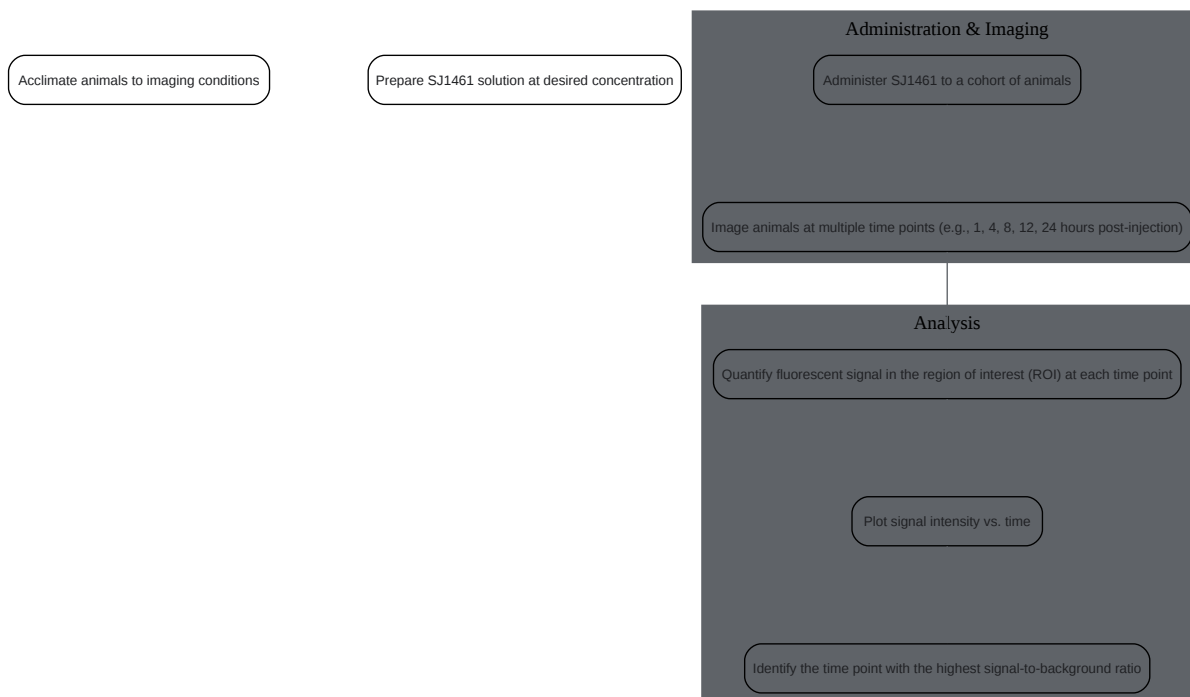 Administration & Imaging
Acclimate animals to imaging conditions
Prepare SJ1461 solution at desired concentration
Administer SJ1461 to a cohort of animals
Image animals at multiple time points (e.g., 1, 4, 8, 12, 24 hours post-injection)
Analysis
Quantify fluorescent signal in the region of interest (ROI) at each time point
Plot signal intensity vs. time
Identify the time point with the highest signal-to-background ratio